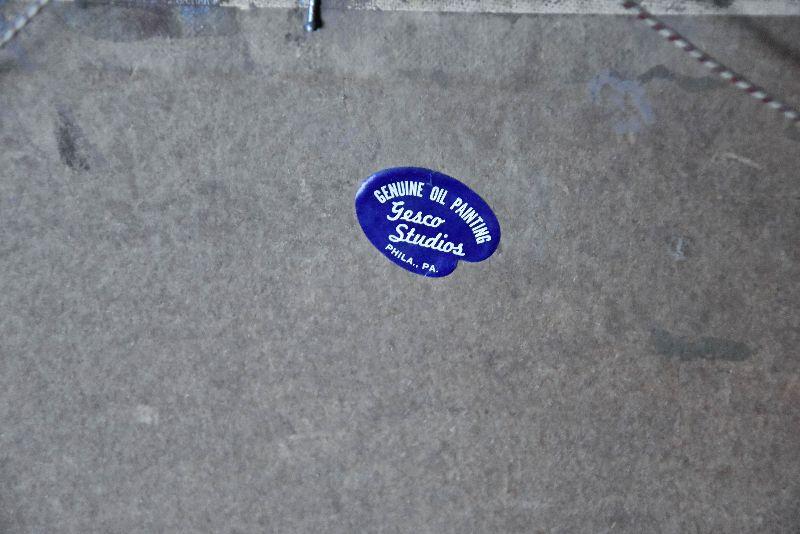 GENUINE OIL PAINTING
Gesco
Studios
PHILA., PA.